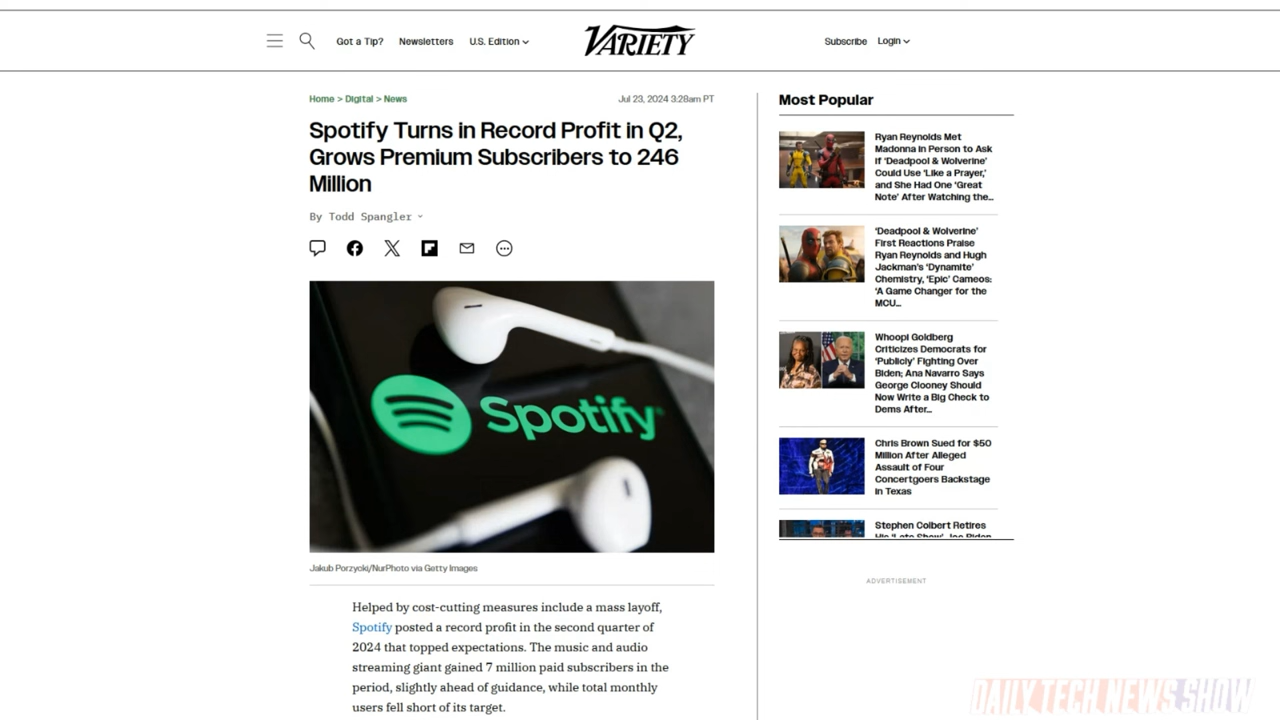 Got a Tip?
Newsletters
U.S. Edition
VARIETY
Subscribe
Login
Home > Digital > News
Jul 23, 2024 3:28am PT
Spotify Turns in Record Profit in Q2,
Grows Premium Subscribers to 246
Million
By Todd Spangler
Spotify
Jakub Porzycki/NurPhoto via Getty Images
Helped by cost-cutting measures include a mass layoff,
Spotify posted a record profit in the second quarter of
2024 that topped expectations. The music and audio
streaming giant gained 7 million paid subscribers in the
period, slightly ahead of guidance, while total monthly
users fell short of its target.
Most Popular
Ryan Reynolds Met
Madonna in Person to Ask
if ‘Deadpool & Wolverine’
Could Use ‘Like a Prayer,’
and She Had One ‘Great
Note’ After Watching the…
‘Deadpool & Wolverine’
First Reactions Praise
Ryan Reynolds and Hugh
Jackman’s ‘Dynamite’
Chemistry, ‘Epic’ Cameos:
‘A Game Changer for the
MCU…
Whoopi Goldberg
Criticizes Democrats for
‘Publicly’ Fighting Over
Biden; Ana Navarro Says
George Clooney Should
Now Write a Big Check to
Dems After…
Chris Brown Sued for $50
Million After Alleged
Assault of Four
Concertgoers Backstage
in Texas
Stephen Colbert Retires
His ‘Late Show’ Joe Biden
ADVERTISEMENT
DAILY TECH NEWS SHOW